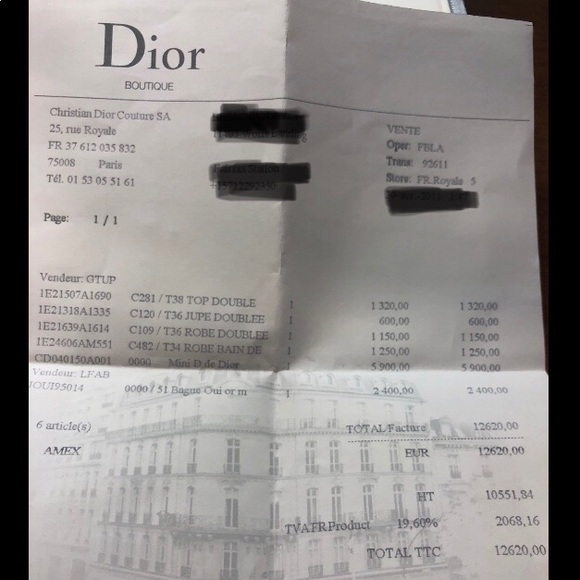 Dior
BOUTIQUE
Christian Dior Couture SA
25, rue Royale
FR 37 612 035 832
75008 Paris
Tél. 01 53 05 51 61
VENTE
Oper: FBLA
Trans: 92611
Store: FR.Royale 5
Page: 1 / 1
Vendeur: GTUP
1E21507A1690 C281 / T38 TOP DOUBLE 1 1 320,00 1 320,00
1E21318A1335 C120 / T36 JUPE DOUBLEE 600,00 600,00
1E21639A1614 C109 / T36 ROBE DOUBLEE 1 150,00 1 150,00
1E24606AM551 C482 / T34 ROBE BAIN DE 1 250,00 1 250,00
CD040150A001 0000 Mini D de Dior 5 900,00 5 900,00
Vendeur: LFAB
JOUI95014 0000 / 51 Bague Oui or m 1 2 400,00 2 400,00
6 article(s)
TOTAL Facture 12620,00
AMEX EUR 12620,00
HT 10551,84
TVAFRProduct 19,60% 2068,16
TOTAL TTC 12620,00